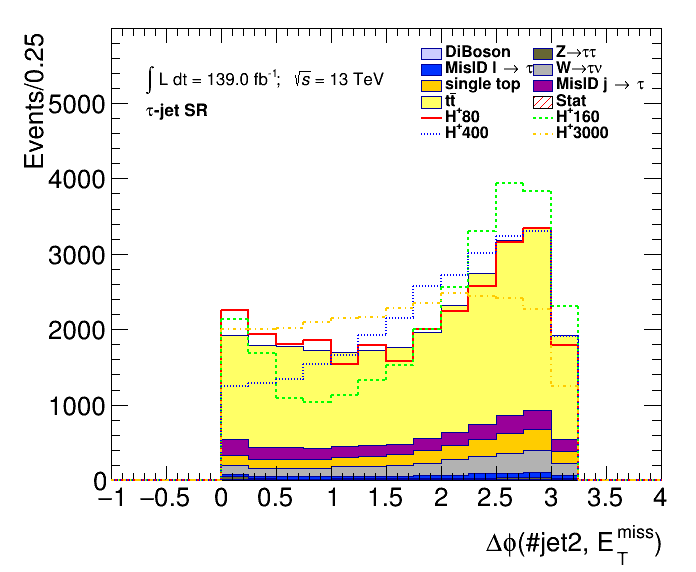 Events/0.25
∫ L dt = 139.0 fb⁻¹; √s = 13 TeV
τ-jet SR
DiBoson Z→ττ
MisID l → τ W→τν
single top MisID j → τ
tt̄ Stat
H⁺80 H⁺160
H⁺400 H⁺3000
5000
4000
3000
2000
1000
0
−1 −0.5 0 0.5 1 1.5 2 2.5 3 3.5 4
Δϕ(#jet2, E_T^miss)